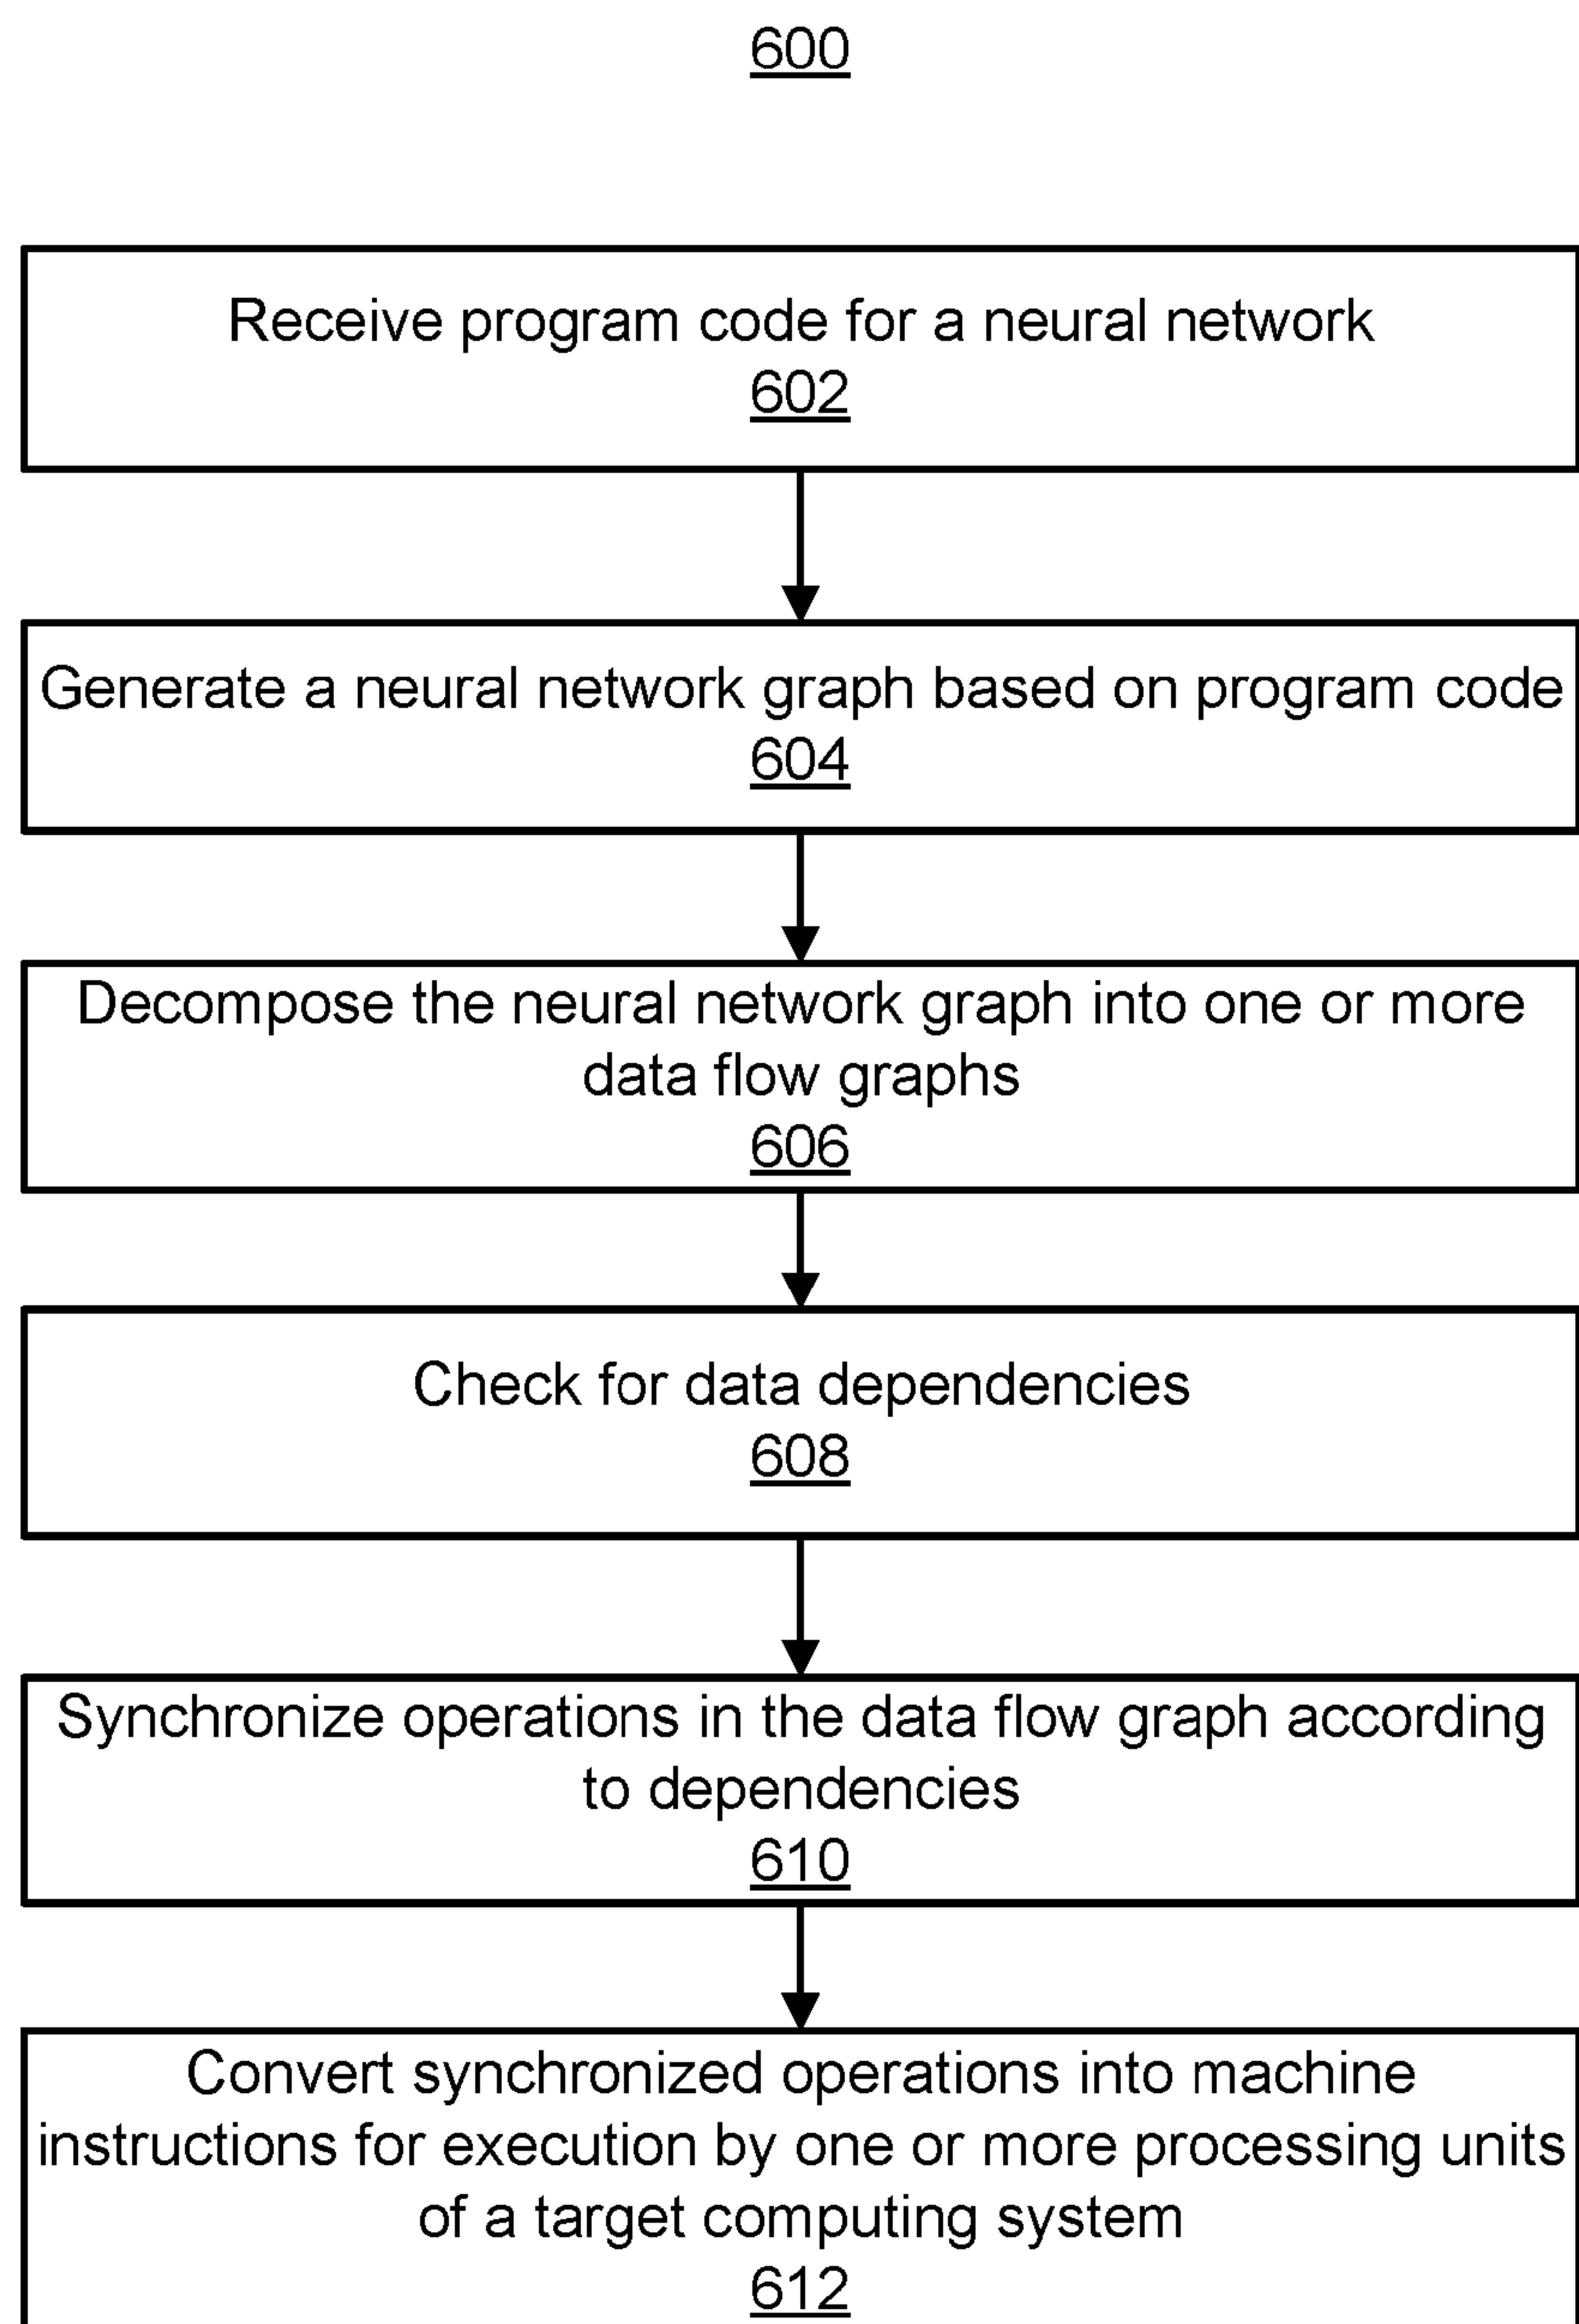 600
Receive program code for a neural network
602
Generate a neural network graph based on program code
604
Decompose the neural network graph into one or more
data flow graphs
606
Check for data dependencies
608
Synchronize operations in the data flow graph according
to dependencies
610
Convert synchronized operations into machine
instructions for execution by one or more processing units
of a target computing system
612